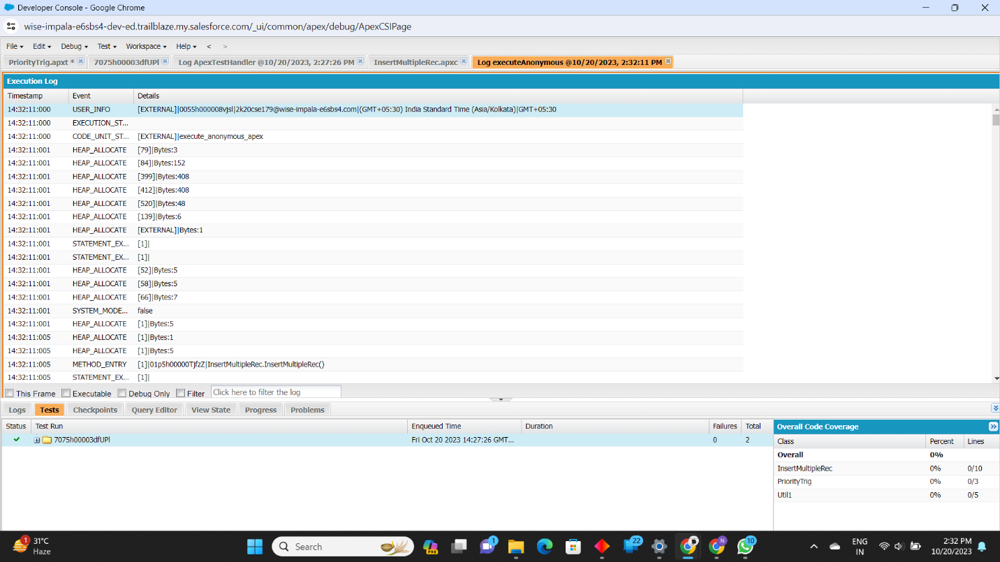 Developer Console - Google Chrome
wise-impala-e6sbs4-dev-ed.trailblaze.my.salesforce.com/_ui/common/apex/debug/ApexCSIPage
File Edit Debug Test Workspace Help < >
PriorityTrig.apxt * 7075h00003dfUPl Log ApexTestHandler @10/20/2023, 2:27:26 PM InsertMultipleRec.apxc Log executeAnonymous @10/20/2023, 2:32:11 PM
Execution Log
Timestamp Event Details
14:32:11:000 USER_INFO [EXTERNAL]|0055h000008vjsl|2k20cse179@wise-impala-e6sbs4.com|(GMT+05:30) India Standard Time (Asia/Kolkata)|GMT+05:30
14:32:11:000 EXECUTION_ST...
14:32:11:000 CODE_UNIT_ST... [EXTERNAL]|execute_anonymous_apex
14:32:11:001 HEAP_ALLOCATE [79]|Bytes:3
14:32:11:001 HEAP_ALLOCATE [84]|Bytes:152
14:32:11:001 HEAP_ALLOCATE [399]|Bytes:408
14:32:11:001 HEAP_ALLOCATE [412]|Bytes:408
14:32:11:001 HEAP_ALLOCATE [520]|Bytes:48
14:32:11:001 HEAP_ALLOCATE [139]|Bytes:6
14:32:11:001 HEAP_ALLOCATE [EXTERNAL]|Bytes:1
14:32:11:001 STATEMENT_EX... [1]|
14:32:11:001 STATEMENT_EX... [1]|
14:32:11:001 HEAP_ALLOCATE [52]|Bytes:5
14:32:11:001 HEAP_ALLOCATE [58]|Bytes:5
14:32:11:001 HEAP_ALLOCATE [66]|Bytes:7
14:32:11:001 SYSTEM_MODE... false
14:32:11:001 HEAP_ALLOCATE [1]|Bytes:5
14:32:11:005 HEAP_ALLOCATE [1]|Bytes:1
14:32:11:005 HEAP_ALLOCATE [1]|Bytes:5
14:32:11:005 METHOD_ENTRY [1]|01p5h00000TjfzZ|InsertMultipleRec.InsertMultipleRec()
14:32:11:005 STATEMENT_EX... [1]|
This Frame Executable Debug Only Filter Click here to filter the log
Logs Tests Checkpoints Query Editor View State Progress Problems
Status Test Run Enqueued Time Duration Failures Total
7075h00003dfUPl Fri Oct 20 2023 14:27:26 GMT... 0 2
Overall Code Coverage
Class Percent Lines
Overall 0%
InsertMultipleRec 0% 0/10
PriorityTrig 0% 0/3
Util1 0% 0/5
1 31°C
Haze
Search
PRE
1
22
N
10
ENG
IN
2:32 PM
10/20/2023